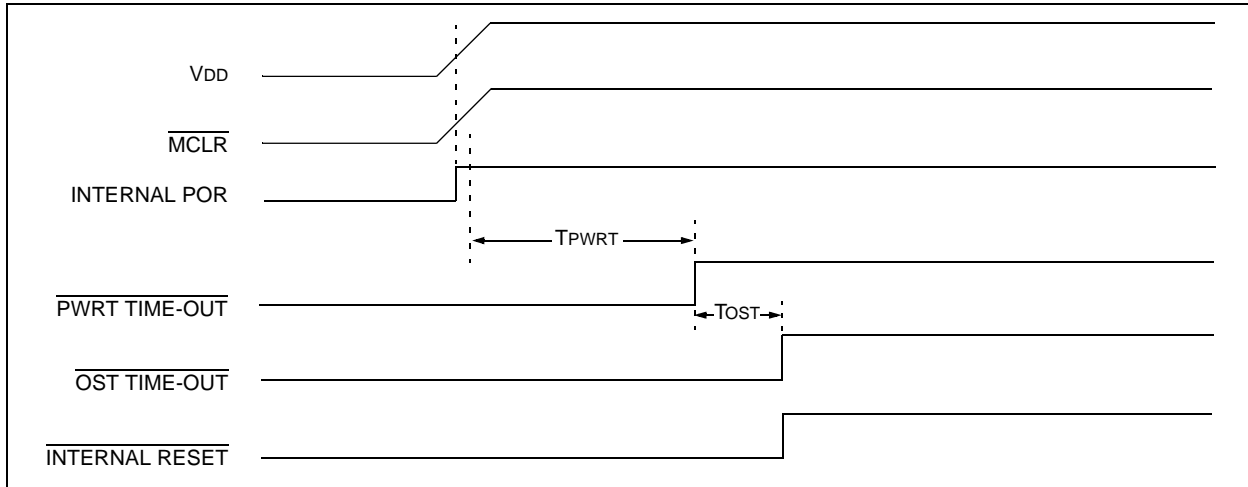 VDD
MCLR
INTERNAL POR
TPWRT
PWRT TIME-OUT
TOST
OST TIME-OUT
INTERNAL RESET